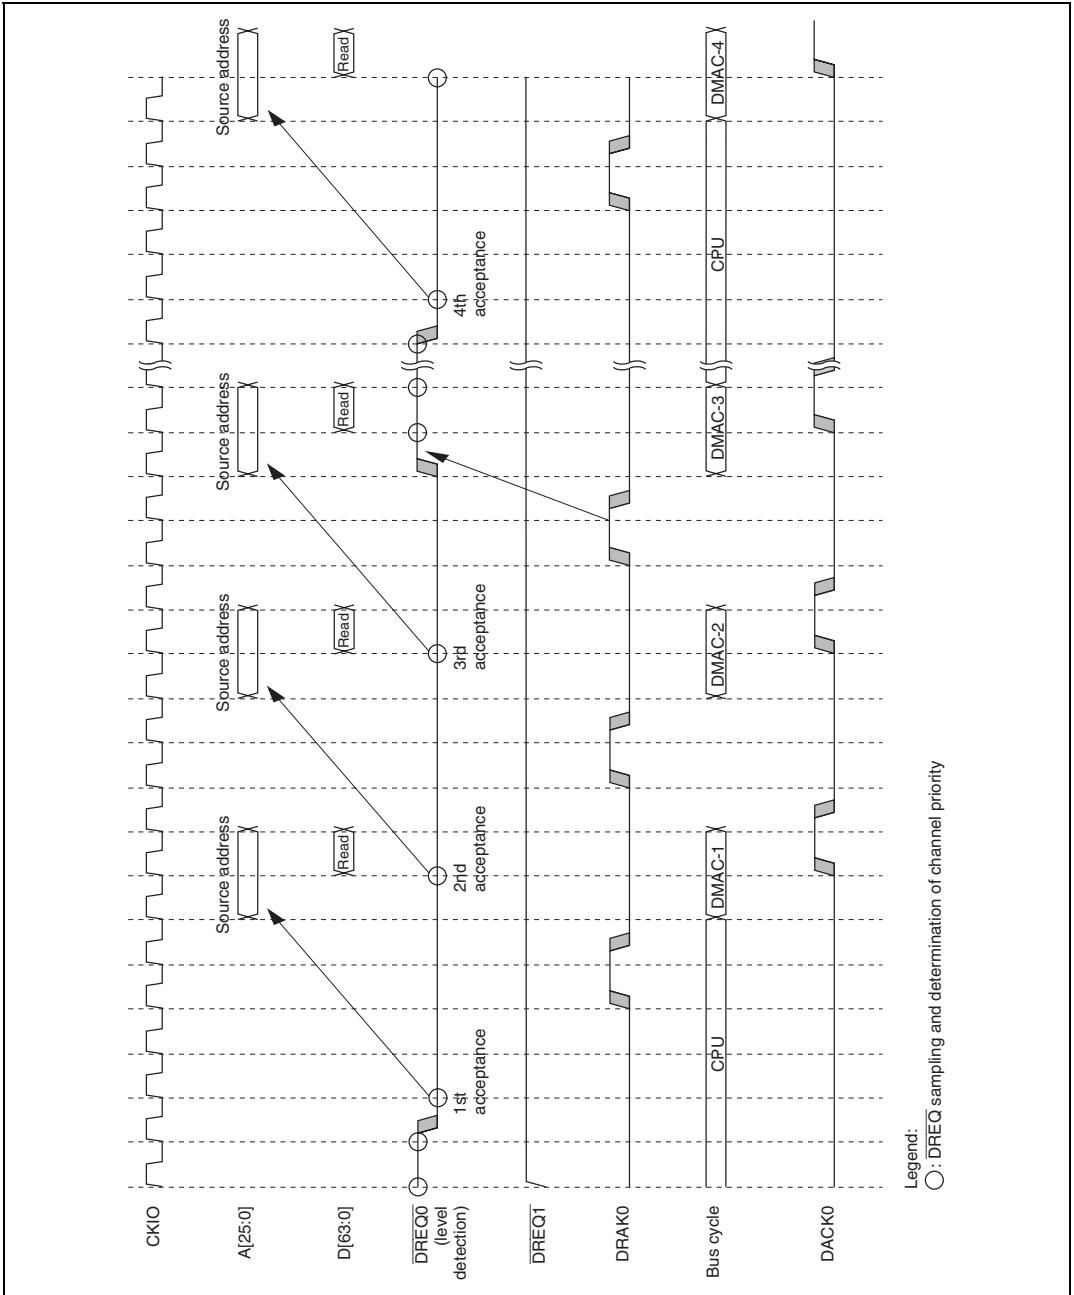 CKIO
A[25:0]
Source address
Source address
Source address
Source address
D[63:0]
Read
Read
Read
Read
DREQ0
(level
detection)
1st
acceptance
2nd
acceptance
3rd
acceptance
4th
acceptance
DREQ1
DRAK0
Bus cycle
CPU
DMAC-1
DMAC-2
DMAC-3
CPU
DMAC-4
DACK0
Legend:
: DREQ sampling and determination of channel priority